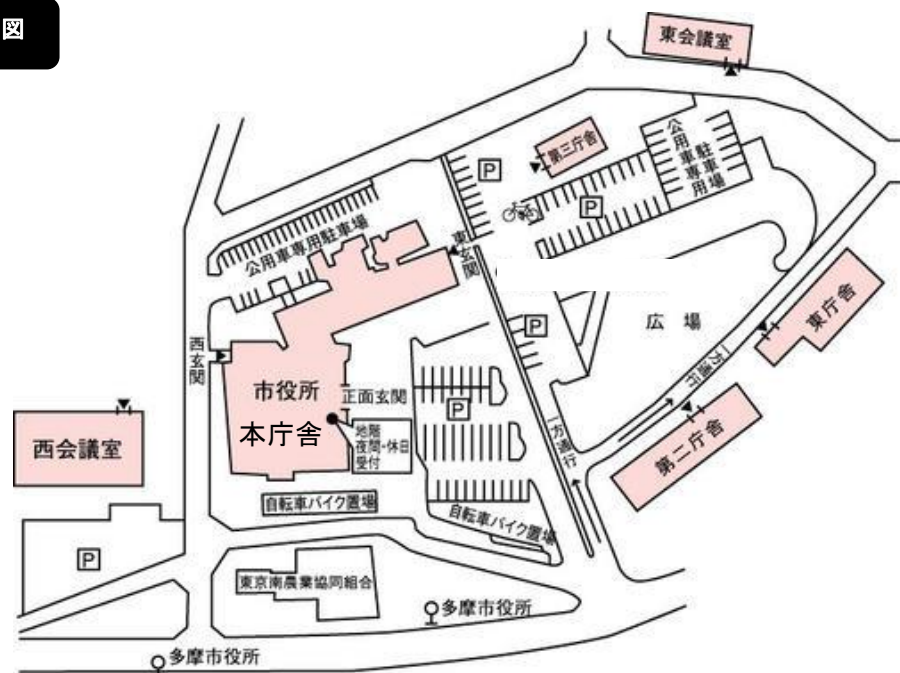 図
東会議室
第三庁舎
公用車専用駐車場
P
P
公用車専用駐車場
東玄関
東庁舎
広　場
P
一方通行
西玄関
市役所
本庁舎
正面玄関
地階
夜間・休日
受付
P
一方通行
第二庁舎
西会議室
自転車バイク置場
自転車バイク置場
P
東京南農業協同組合
多摩市役所
多摩市役所